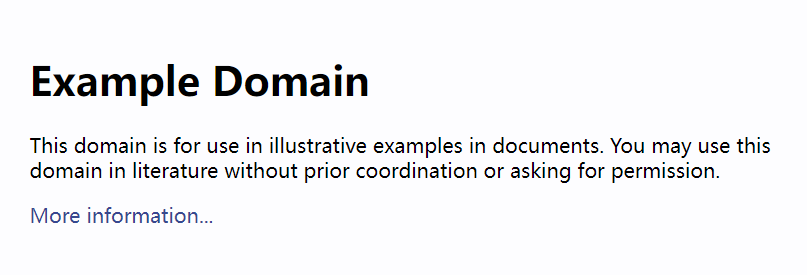 Example Domain
This domain is for use in illustrative examples in documents. You may use this
domain in literature without prior coordination or asking for permission.
More information...